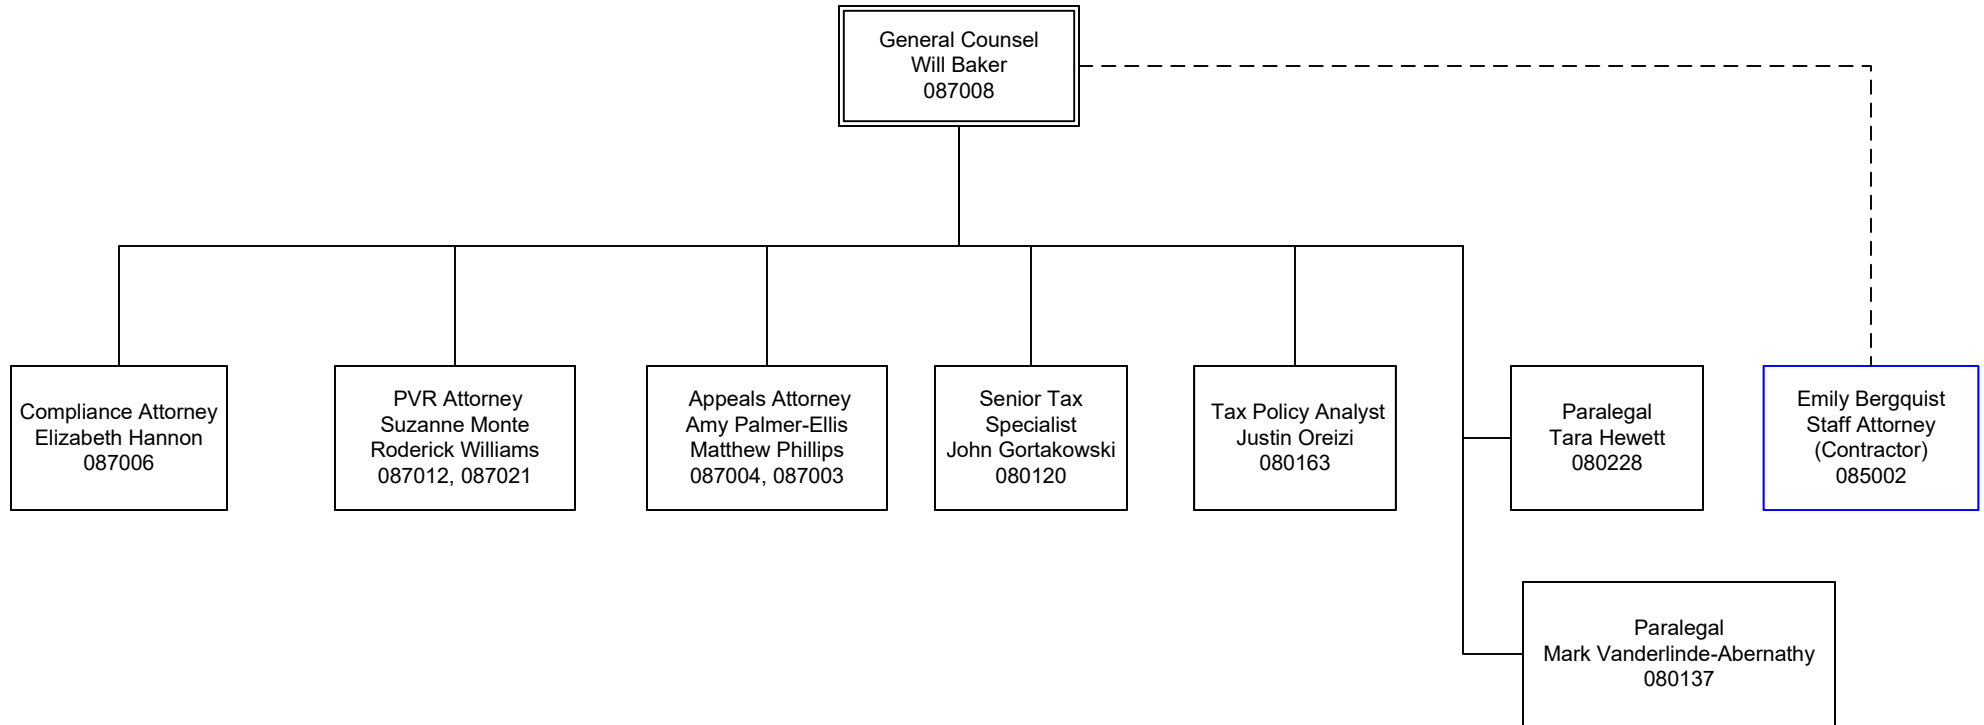 General Counsel
Will Baker
087008
Compliance Attorney
Elizabeth Hannon
087006
PVR Attorney
Suzanne Monte
Roderick Williams
087012, 087021
Appeals Attorney
Amy Palmer-Ellis
Matthew Phillips
087004, 087003
Senior Tax
Specialist
John Gortakowski
080120
Tax Policy Analyst
Justin Oreizi
080163
Paralegal
Tara Hewett
080228
Emily Bergquist
Staff Attorney
(Contractor)
085002
Paralegal
Mark Vanderlinde-Abernathy
080137